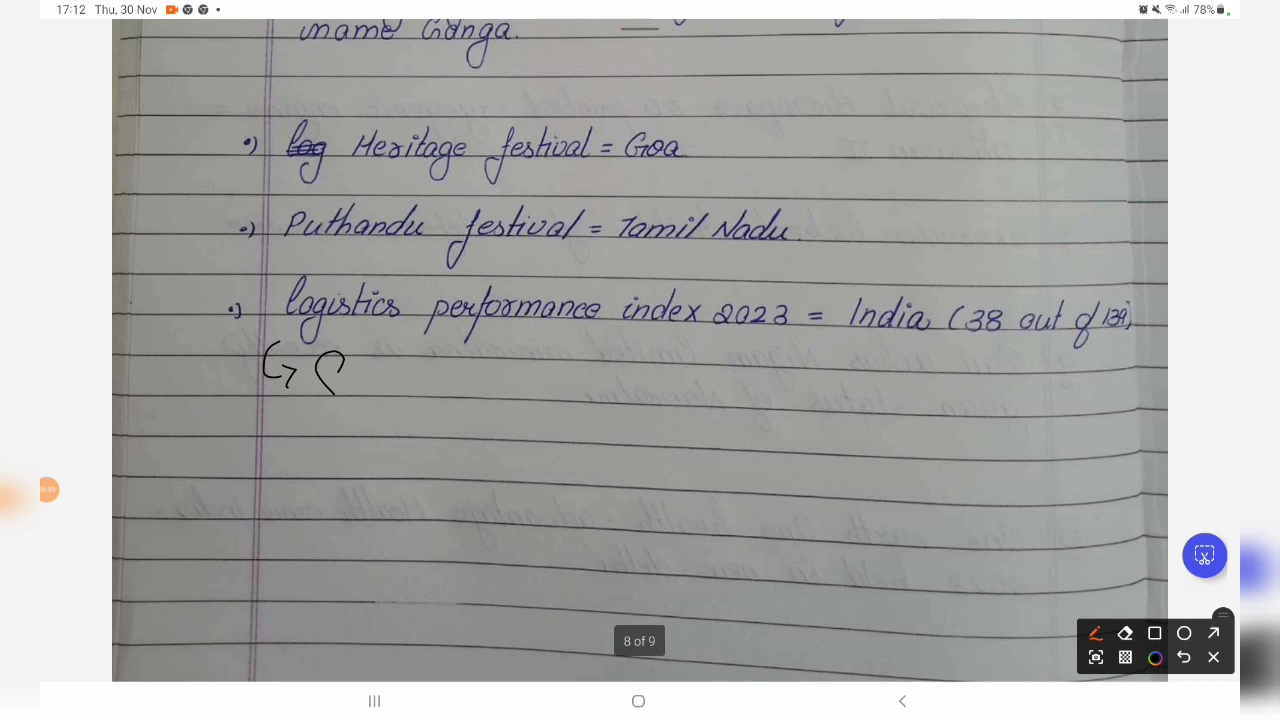 17:12 Thu, 30 Nov
78%
name Ganga.
•) log Heritage festival = Goa.
•) Puthandu festival = Tamil Nadu.
•) logistics performance index 2023 = India (38 out of 139)
8 of 9